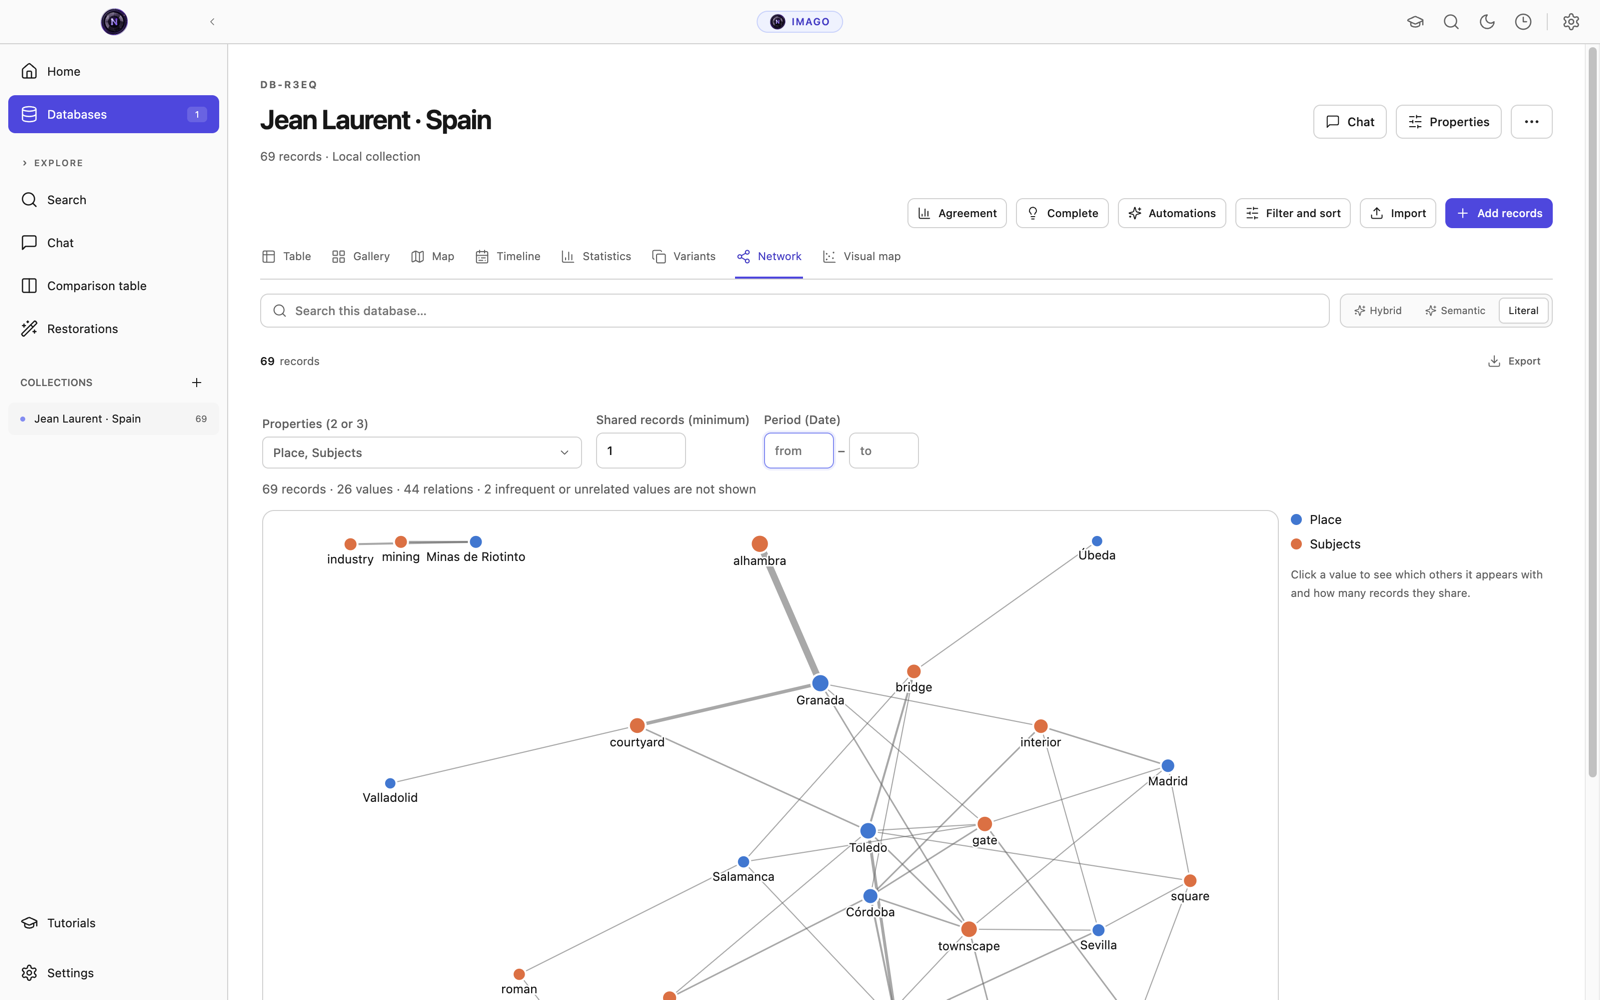 N
IMAGO
Home
Databases 1
EXPLORE
Search
Chat
Comparison table
Restorations
COLLECTIONS
Jean Laurent · Spain 69
Tutorials
Settings
DB-R3EQ
Jean Laurent · Spain
69 records · Local collection
Chat Properties
Agreement Complete Automations Filter and sort Import Add records
Table Gallery Map Timeline Statistics Variants Network Visual map
Search this database...
Hybrid Semantic Literal
69 records
Export
Properties (2 or 3) Shared records (minimum) Period (Date)
Place, Subjects 1 from – to
69 records · 26 values · 44 relations · 2 infrequent or unrelated values are not shown
Place
Subjects
Click a value to see which others it appears with
and how many records they share.
industry mining Minas de Riotinto
alhambra
Úbeda
bridge
Granada
courtyard
interior
Madrid
Valladolid
gate
Toledo
Salamanca
square
Córdoba
townscape
Sevilla
roman